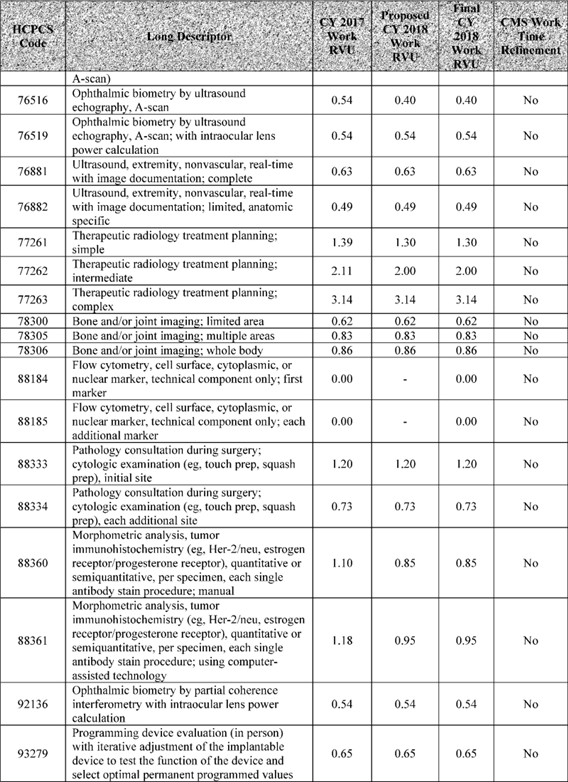 HCPCS Code Long Descriptor CY 2017 Work RVU Proposed CY 2018 Work RVU Final CY 2018 Work RVU CMS Work Time Refinement
A-scan)
76516 Ophthalmic biometry by ultrasound 0.54 0.40 0.40 No
echography, A-scan
Ophthalmic biometry by ultrasound
76519 echography, A-scan; with intraocular lens 0.54 0.54 0.54 No
power calculation
76881 Ultrasound, extremity, nonvascular, real-time 0.63 0.63 0.63 No
with image documentation; complete
Ultrasound, extremity, nonvascular, real-time
76882 with image documentation; limited, anatomic 0.49 0.49 0.49 No
specific
77261 Therapeutic radiology treatment planning; 1.39 1.30 1.30 No
simple
77262 Therapeutic radiology treatment planning; 2.11 2.00 2.00 No
intermediate
77263 Therapeutic radiology treatment planning; 3.14 3.14 3.14 No
complex
78300 Bone and/or joint imaging; limited area 0.62 0.62 0.62 No
78305 Bone and/or joint imaging; multiple areas 0.83 0.83 0.83 No
78306 Bone and/or joint imaging; whole body 0.86 0.86 0.86 No
Flow cytometry, cell surface, cytoplasmic, or
88184 nuclear marker, technical component only; first 0.00 - 0.00 No
marker
Flow cytometry, cell surface, cytoplasmic, or
88185 nuclear marker, technical component only; each 0.00 - 0.00 No
additional marker
Pathology consultation during surgery;
88333 cytologic examination (eg, touch prep, squash 1.20 1.20 1.20 No
prep), initial site
Pathology consultation during surgery;
88334 cytologic examination (eg, touch prep, squash 0.73 0.73 0.73 No
prep), each additional site
Morphometric analysis, tumor
immunohistochemistry (eg, Her-2/neu, estrogen
88360 receptor/progesterone receptor), quantitative or 1.10 0.85 0.85 No
semiquantitative, per specimen, each single
antibody stain procedure; manual
Morphometric analysis, tumor
immunohistochemistry (eg, Her-2/neu, estrogen
88361 receptor/progesterone receptor), quantitative or 1.18 0.95 0.95 No
semiquantitative, per specimen, each single
antibody stain procedure; using computer-
assisted technology
Ophthalmic biometry by partial coherence
92136 interferometry with intraocular lens power 0.54 0.54 0.54 No
calculation
Programming device evaluation (in person)
93279 with iterative adjustment of the implantable 0.65 0.65 0.65 No
device to test the function of the device and
select optimal permanent programmed values